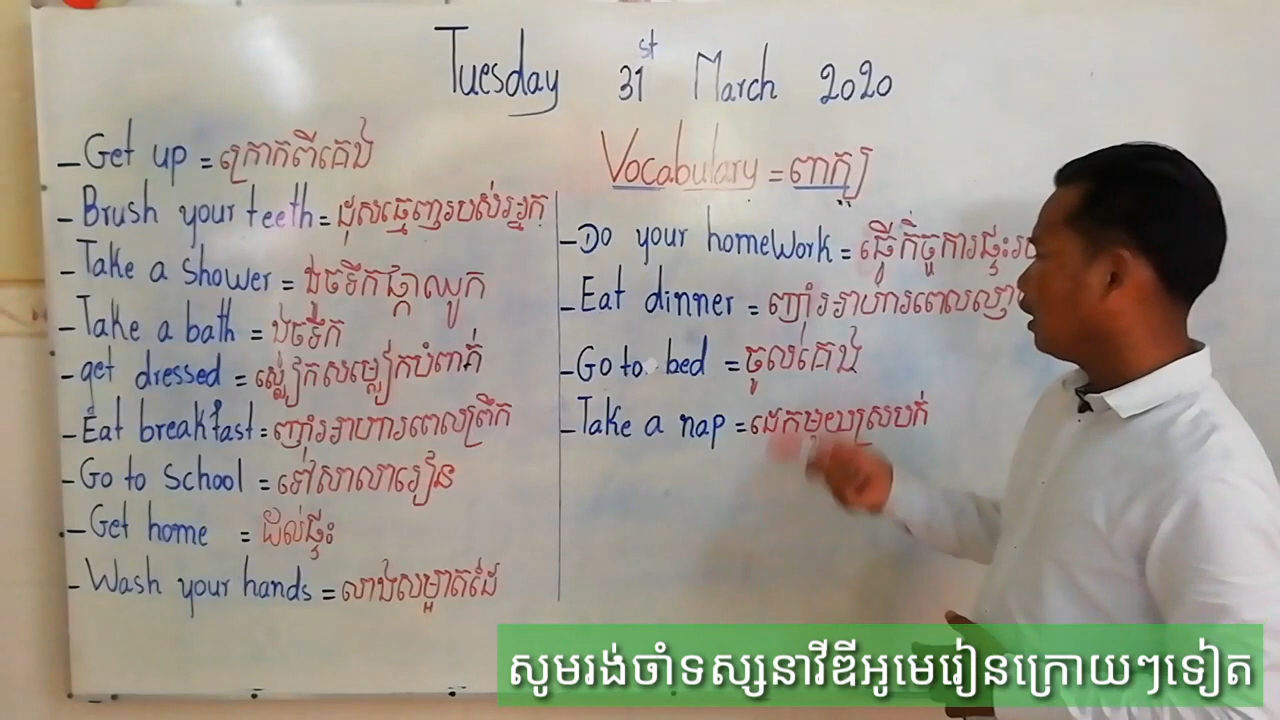 Tuesday 31st March 2020
Vocabulary = ពាក្យ
- Get up = ក្រោកពីគេង
- Brush your teeth = ដុសធ្មេញរបស់អ្នក
- Take a shower = ងូចទឹកផ្កាឈូក
- Take a bath = ងូចទឹក
- get dressed = ស្លៀកសម្លៀកបំពាក់
- Eat breakfast = ញ៉ាំអាហារពេលព្រឹក
- Go to school = ទៅសាលារៀន
- Get home = ដល់ផ្ទះ
- Wash your hands = លាងសម្អាតដៃ
- Do your homework = ធ្វើកិច្ចការផ្ទះ
- Eat dinner = ញ៉ាំអាហារពេល
- Go to bed = ចូលគេង
- Take a nap = ដេកមួយស្របក់
សូមរង់ចាំទស្សនាវីឌីអូមេរៀនក្រោយៗទៀត